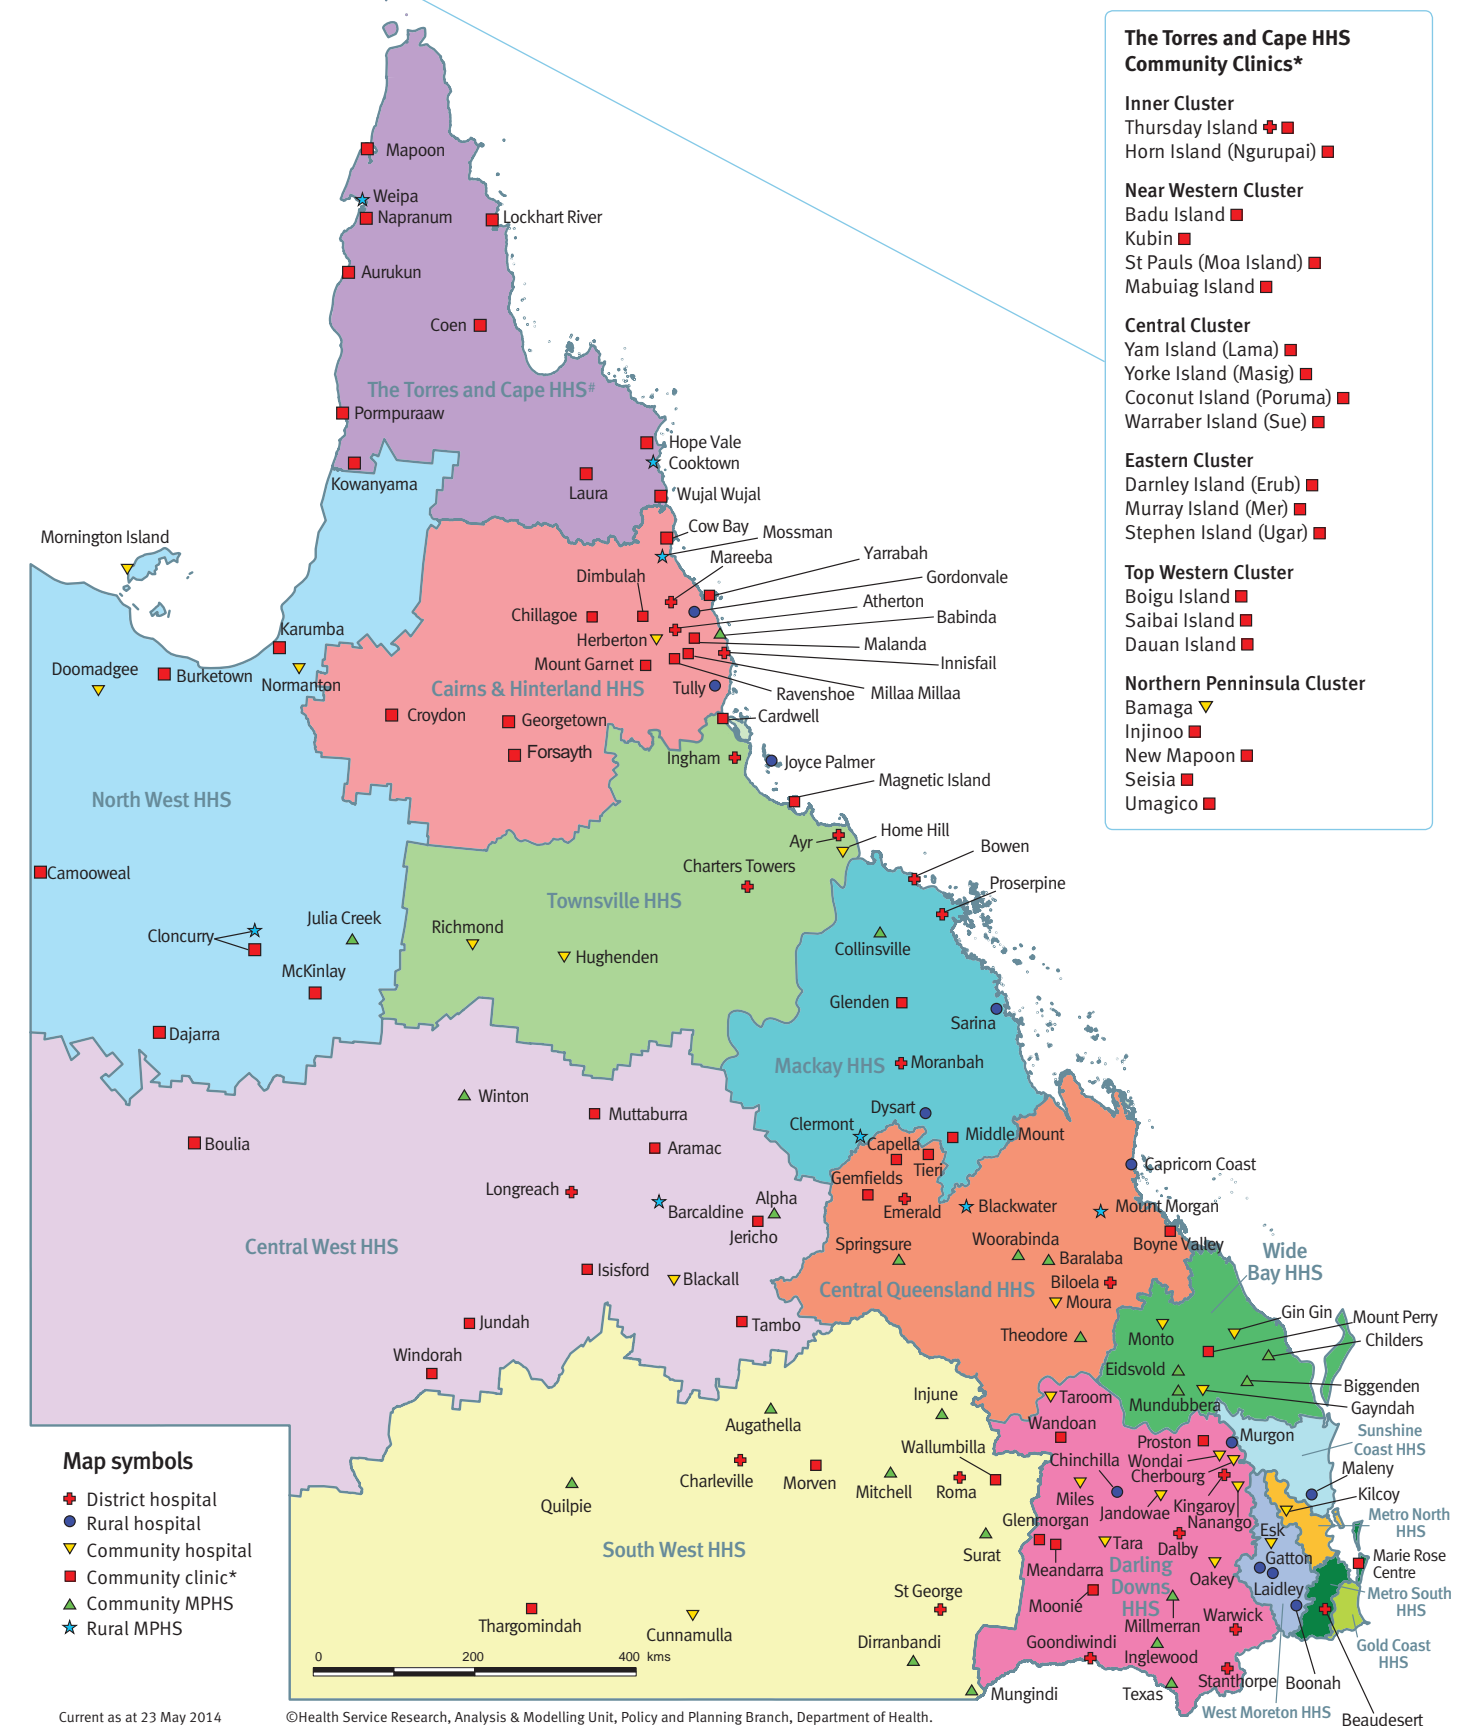 The Torres and Cape HHS
Community Clinics*
Inner Cluster
Thursday Island
Horn Island (Ngurupai)
Near Western Cluster
Badu Island
Kubin
St Pauls (Moa Island)
Mabuiag Island
Central Cluster
Yam Island (Lama)
Yorke Island (Masig)
Coconut Island (Poruma)
Warraber Island (Sue)
Eastern Cluster
Darnley Island (Erub)
Murray Island (Mer)
Stephen Island (Ugar)
Top Western Cluster
Boigu Island
Saibai Island
Dauan Island
Northern Penninsula Cluster
Bamaga
Injinoo
New Mapoon
Seisia
Umagico
Mapoon
Weipa
Napranum
Lockhart River
Aurukun
Coen
The Torres and Cape HHS#
Pormpuraaw
Hope Vale
Cooktown
Kowanyama
Laura
Wujal Wujal
Mornington Island
Cow Bay
Mossman
Mareeba
Yarrabah
Dimbulah
Gordonvale
Chillagoe
Atherton
Babinda
Karumba
Herberton
Malanda
Doomadgee
Burketown
Normanton
Mount Garnet
Innisfail
Cairns & Hinterland HHS
Tully
Ravenshoe
Millaa Millaa
Croydon
Georgetown
Cardwell
Forsayth
Ingham
Joyce Palmer
Magnetic Island
North West HHS
Ayr
Home Hill
Bowen
Camooweal
Charters Towers
Proserpine
Townsville HHS
Julia Creek
Richmond
Cloncurry
Hughenden
Collinsville
McKinlay
Glenden
Sarina
Dajarra
Mackay HHS
Moranbah
Winton
Muttaburra
Dysart
Clermont
Middle Mount
Boulia
Aramac
Capella
Tieri
Capricorn Coast
Longreach
Gemfields
Barcaldine
Alpha
Emerald
Blackwater
Mount Morgan
Jericho
Central West HHS
Springsure
Woorabinda
Baralaba
Boyne Valley
Wide
Bay HHS
Isisford
Blackall
Central Queensland HHS
Biloela
Moura
Jundah
Tambo
Theodore
Monto
Gin Gin
Mount Perry
Childers
Windorah
Eidsvold
Injune
Taroom
Mundubbera
Biggenden
Gayndah
Augathella
Wandoan
Proston
Murgon
Sunshine
Coast HHS
Wallumbilla
Chinchilla
Wondai
Cherbourg
Maleny
Charleville
Morven
Mitchell
Roma
Miles
Jandowae
Kingaroy
Kilcoy
Quilpie
Glenmorgan
Nanango
Metro North
HHS
Esk
South West HHS
Surat
Tara
Dalby
Gatton
Marie Rose
Centre
Meandarra
Darling
Downs
HHS
Oakey
Laidley
Metro South
HHS
St George
Moonie
Thargomindah
Cunnamulla
Millmerran
Warwick
Dirranbandi
Goondiwindi
Inglewood
Gold Coast
HHS
Mungindi
Texas
Stanthorpe
Boonah
West Moreton HHS
Beaudesert
Map symbols
District hospital
Rural hospital
Community hospital
Community clinic*
Community MPHS
Rural MPHS
0 200 400 kms
Current as at 23 May 2014
©Health Service Research, Analysis & Modelling Unit, Policy and Planning Branch, Department of Health.